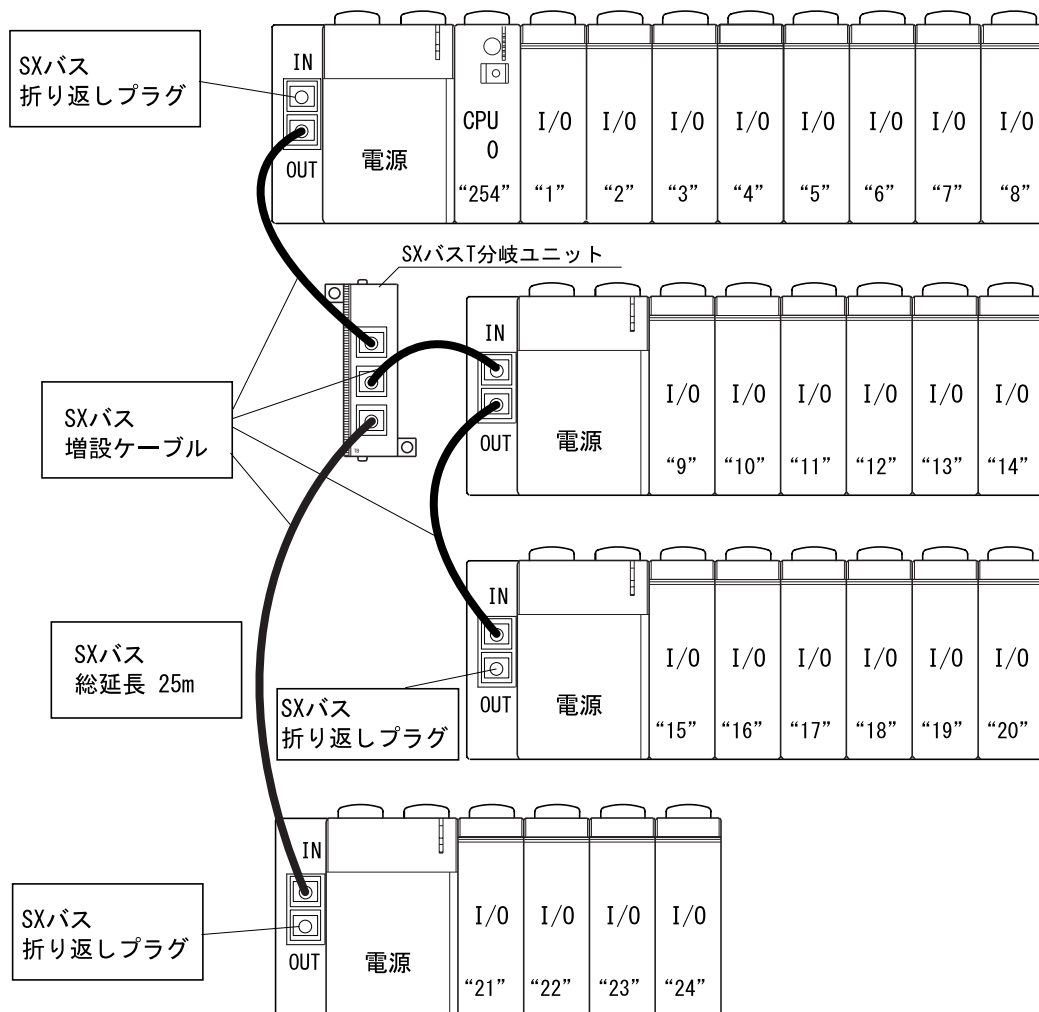 SXバス
折り返しプラグ
IN
OUT
電源
CPU
0
“254”
I/O
“1”
I/O
“2”
I/O
“3”
I/O
“4”
I/O
“5”
I/O
“6”
I/O
“7”
I/O
“8”
SXバスT分岐ユニット
SXバス
増設ケーブル
IN
OUT
電源
I/O
“9”
I/O
“10”
I/O
“11”
I/O
“12”
I/O
“13”
I/O
“14”
SXバス
総延長 25m
IN
OUT
電源
I/O
“15”
I/O
“16”
I/O
“17”
I/O
“18”
I/O
“19”
I/O
“20”
SXバス
折り返しプラグ
SXバス
折り返しプラグ
IN
OUT
電源
I/O
“21”
I/O
“22”
I/O
“23”
I/O
“24”